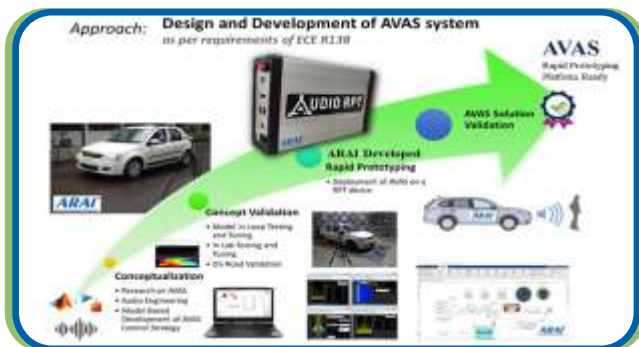 Approach: Design and Development of AVAS system
as per requirements of ECE R138
AVAS
Rapid Prototyping
Platform Ready
AUDIO RPT
ARAI
AVAS Solution
Validation
ARAI Developed
Rapid Prototyping
• Deployment of AVAS on a
RPT device
ARAI
ARAI
Concept Validation
• Model in Loop Testing
and Tuning
• In Lab Testing and
Tuning
• On Road Validation
Conceptualization
• Research on AVAS
• Audio Engineering
• Model Based
Development of AVAS
Control Strategy
ARAI